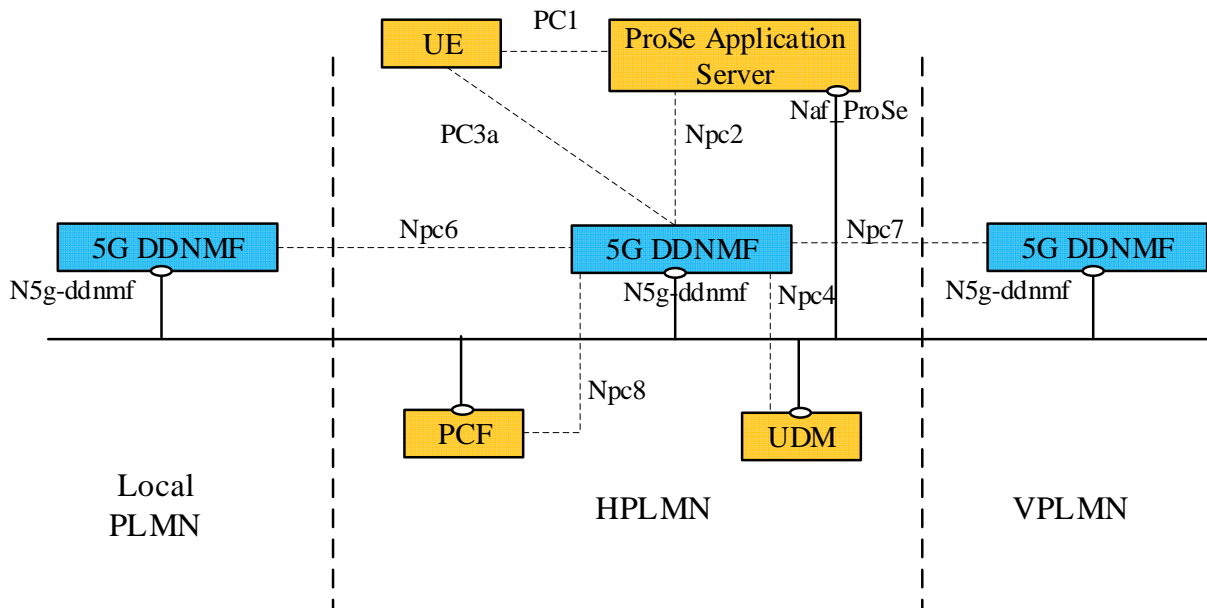 PC1
UE
ProSe Application
Server
Naf_ProSe
PC3a
Npc2
Npc6
Npc7
5G DDNMF
5G DDNMF
5G DDNMF
N5g-ddnmf
N5g-ddnmf
Npc4
N5g-ddnmf
Npc8
PCF
UDM
Local
PLMN
HPLMN
VPLMN